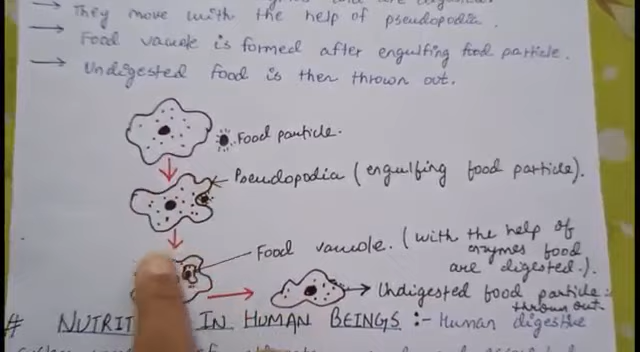 → They move with the help of pseudopodia.
→ Food vacuole is formed after engulfing food particle.
→ Undigested food is then thrown out.
Food particle.
Pseudopodia (engulfing food particle).
Food vacuole. (with the help of
enzymes food
are digested.).
Undigested food particle
thrown out
# NUTRIT IN HUMAN BEINGS :- Human digestive